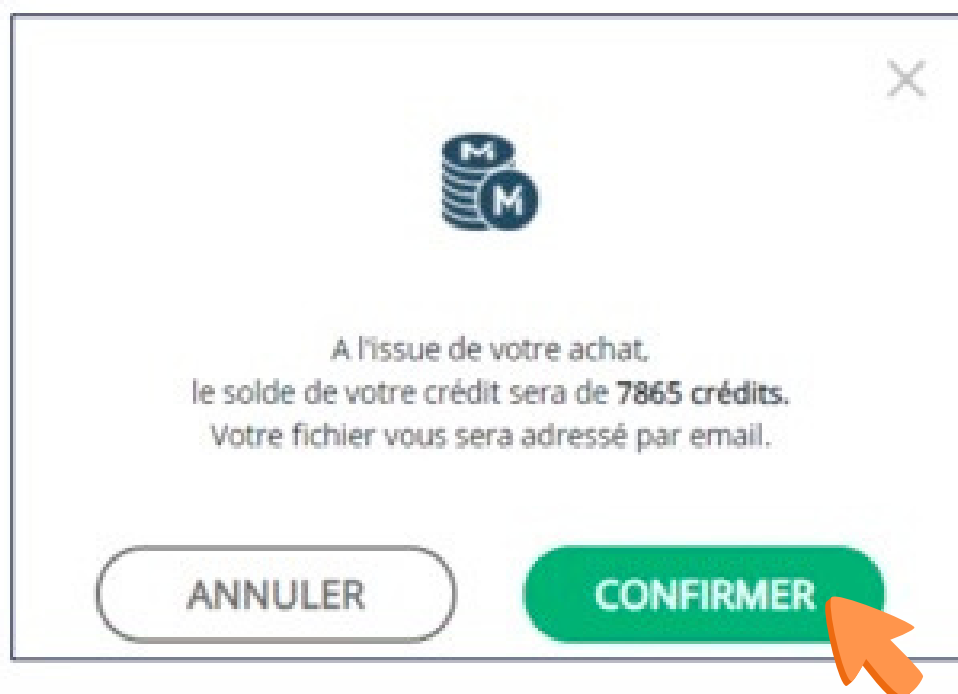 M
M
A l'issue de votre achat,
le solde de votre crédit sera de 7865 crédits.
Votre fichier vous sera adressé par email.
ANNULER
CONFIRMER